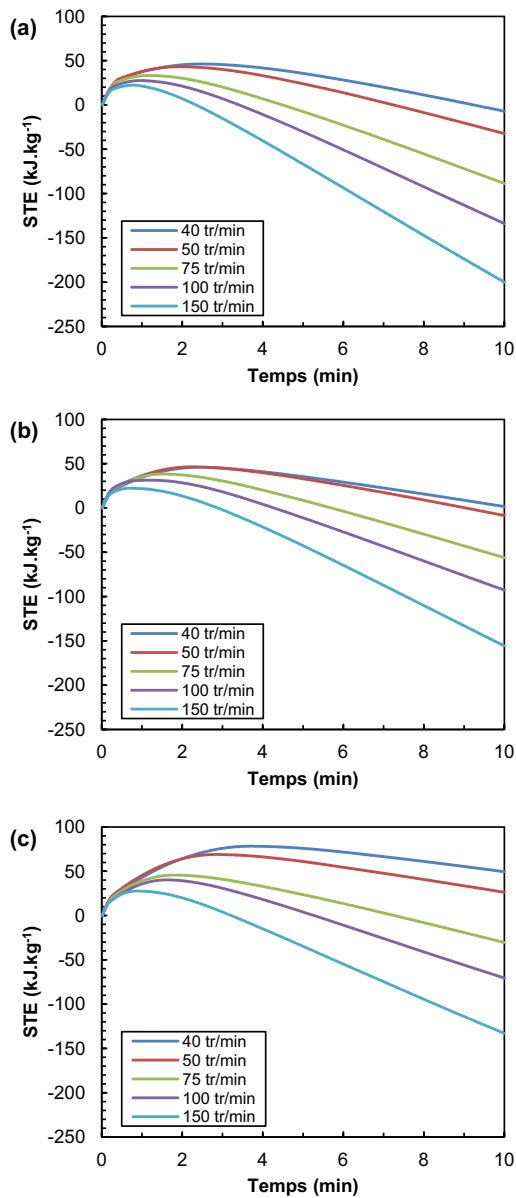 (a)
STE (kJ.kg⁻¹)
100
50
0
-50
-100
-150
-200
-250
40 tr/min
50 tr/min
75 tr/min
100 tr/min
150 tr/min
0 2 4 6 8 10
Temps (min)
(b)
STE (kJ.kg⁻¹)
100
50
0
-50
-100
-150
-200
-250
40 tr/min
50 tr/min
75 tr/min
100 tr/min
150 tr/min
0 2 4 6 8 10
Temps (min)
(c)
STE (kJ.kg⁻¹)
100
50
0
-50
-100
-150
-200
-250
40 tr/min
50 tr/min
75 tr/min
100 tr/min
150 tr/min
0 2 4 6 8 10
Temps (min)